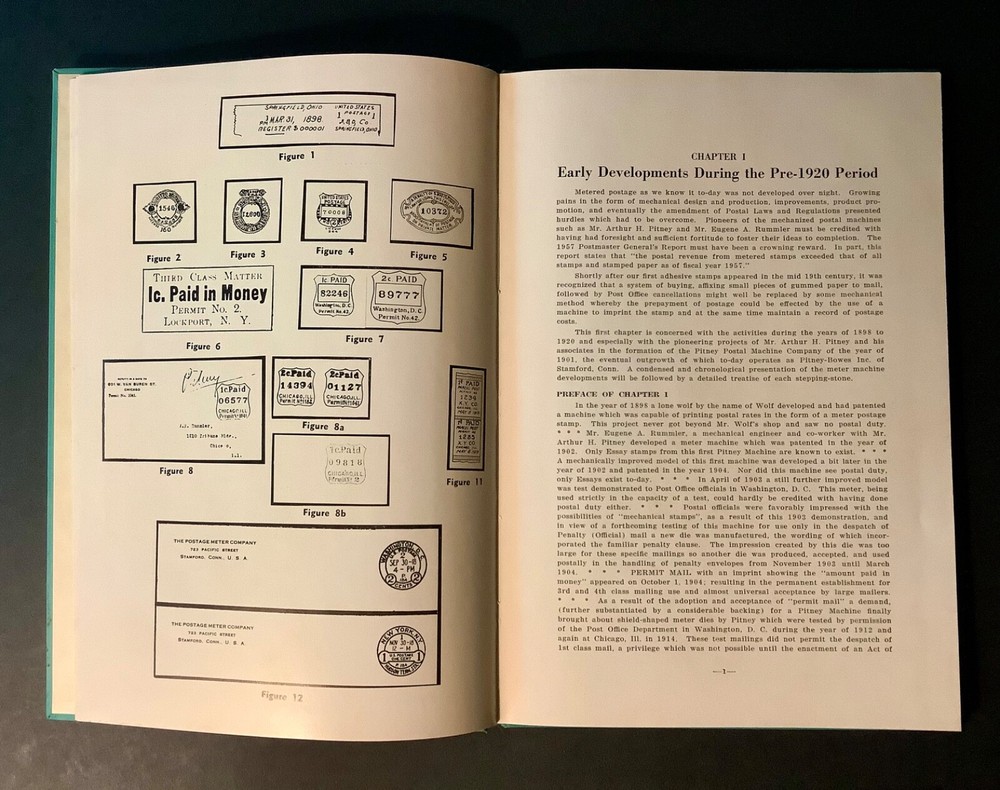 SPRINGFIELD, OHIO
MAR. 31, 1898
REGISTER $ 000001
UNITED STATES
1 POSTAGE 1
SPRINGFIELD, OHIO
Figure 1
1546
Figure 2
Figure 3
UNITED STATES
POSTAGE
70008
Figure 4
10372
Figure 5
THIRD CLASS MATTER
1c. Paid in Money
PERMIT No. 2.
LOCKPORT, N. Y.
Figure 6
1c PAID
82246
Washington, D.C.
Permit No.42.
2c PAID
89777
Washington, D.C.
Permit No.42.
Figure 7
CHICAGO
1cPaid
06577
CHICAGO,ILL
Figure 8
2cPaid
14394
CHICAGO,ILL
2cPaid
01127
CHICAGO,ILL.
Figure 8a
1cPaid
09818
Figure 8b
Figure 11
THE POSTAGE METER COMPANY
783 PACIFIC STREET
STAMFORD, CONN., U. S A
WASHINGTON, D. C.
SEP 30
4 - PM
2 CENTS 2
THE POSTAGE METER COMPANY
783 PACIFIC STREET
STAMFORD, CONN., U. S A.
NEW YORK, N.Y.
1
NOV 30
12 - M
Figure 12
CHAPTER I
Early Developments During the Pre-1920 Period
Metered postage as we know it to-day was not developed over night. Growing
pains in the form of mechanical design and production, improvements, product pro-
motion, and eventually the amendment of Postal Laws and Regulations presented
hurdles which had to be overcome. Pioneers of the mechanized postal machines
such as Mr. Arthur H. Pitney and Mr. Eugene A. Rummler must be credited with
having had foresight and sufficient fortitude to foster their ideas to completion. The
1957 Postmaster General's Report must have been a crowning reward. In part, this
report states that "the postal revenue from metered stamps exceeded that of all
stamps and stamped paper as of fiscal year 1957."
Shortly after our first adhesive stamps appeared in the mid 19th century, it was
recognized that a system of buying, affixing small pieces of gummed paper to mail,
followed by Post Office cancellations might well be replaced by some mechanical
method whereby the prepayment of postage could be effected by the use of a
machine to imprint the stamp and at the same time maintain a record of postage
costs.
This first chapter is concerned with the activities during the years of 1898 to
1920 and especially with the pioneering projects of Mr. Arthur H. Pitney and his
associates in the formation of the Pitney Postal Machine Company of the year of
1901, the eventual outgrowth of which to-day operates as Pitney-Bowes Inc. of
Stamford, Conn. A condensed and chronological presentation of the meter machine
developments will be followed by a detailed treatise of each stepping-stone.
PREFACE OF CHAPTER I
In the year of 1898 a lone wolf by the name of Wolf developed and had patented
a machine which was capable of printing postal rates in the form of a meter postage
stamp. This project never got beyond Mr. Wolf's shop and saw no postal duty.
* * * Mr. Eugene A. Rummler, a mechanical engineer and co-worker with Mr.
Arthur H. Pitney developed a meter machine which was patented in the year of
1902. Only Essay stamps from this first Pitney Machine are known to exist. * * *
A mechanically improved model of this first machine was developed a bit later in the
year of 1902 and patented in the year 1904. Nor did this machine see postal duty,
only Essays exist to-day. * * * In April of 1903 a still further improved model
was test demonstrated to Post Office officials in Washington, D. C. This meter, being
used strictly in the capacity of a test, could hardly be credited with having done
postal duty either. * * * Postal officials were favorably impressed with the
possibilities of "mechanical stamps", as a result of this 1903 demonstration, and
in view of a forthcoming testing of this machine for use only in the despatch of
Penalty (Official) mail a new die was manufactured, the wording of which incor-
porated the familiar penalty clause. The impression created by this die was too
large for these specific mailings so another die was produced, accepted, and used
postally in the handling of penalty envelopes from November 1903 until March
1904. * * * PERMIT MAIL with an imprint showing the "amount paid in
money" appeared on October 1, 1904; resulting in the permanent establishment for
3rd and 4th class mailing use and almost universal acceptance by large mailers.
* * * As a result of the adoption and acceptance of "permit mail" a demand,
(further substantiated by a considerable backing) for a Pitney Machine finally
brought about shield-shaped meter dies by Pitney which were tested by permission
of the Post Office Department in Washington, D. C. during the year of 1912 and
again at Chicago, Ill. in 1914. These test mailings did not permit the despatch of
1st class mail, a privilege which was not possible until the enactment of an Act of
—1—